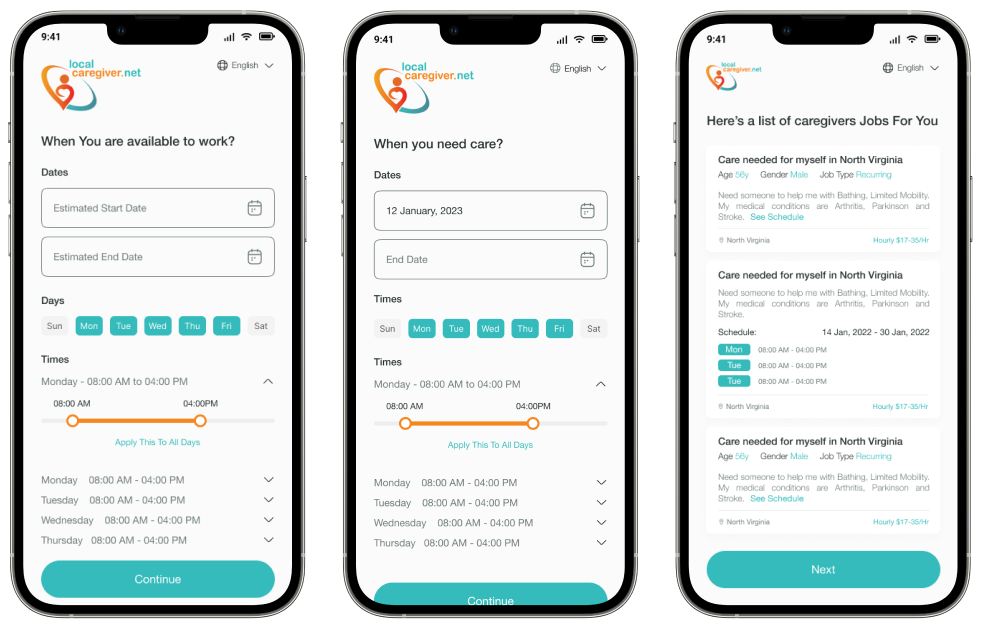 9:41
local
caregiver.net
English
When You are available to work?
Dates
Estimated Start Date
Estimated End Date
Days
Sun Mon Tue Wed Thu Fri Sat
Times
Monday - 08:00 AM to 04:00 PM
08:00 AM 04:00PM
Apply This To All Days
Monday 08:00 AM - 04:00 PM
Tuesday 08:00 AM - 04:00 PM
Wednesday 08:00 AM - 04:00 PM
Thursday 08:00 AM - 04:00 PM
Continue
9:41
local
caregiver.net
English
When you need care?
Dates
12 January, 2023
End Date
Times
Sun Mon Tue Wed Thu Fri Sat
Times
Monday - 08:00 AM to 04:00 PM
08:00 AM 04:00PM
Apply This To All Days
Monday 08:00 AM - 04:00 PM
Tuesday 08:00 AM - 04:00 PM
Wednesday 08:00 AM - 04:00 PM
Thursday 08:00 AM - 04:00 PM
Continue
9:41
local
caregiver.net
English
Here's a list of caregivers Jobs For You
Care needed for myself in North Virginia
Age 56y Gender Male Job Type Recurring
Need someone to help me with Bathing, Limited Mobility.
My medical conditions are Arthritis, Parkinson and
Stroke. See Schedule
North Virginia Hourly $17-35/Hr
Care needed for myself in North Virginia
Need someone to help me with Bathing, Limited Mobility.
My medical conditions are Arthritis, Parkinson and
Stroke.
Schedule: 14 Jan, 2022 - 30 Jan, 2022
Mon 08:00 AM - 04:00 PM
Tue 08:00 AM - 04:00 PM
Tue 08:00 AM - 04:00 PM
North Virginia Hourly $17-35/Hr
Care needed for myself in North Virginia
Age 56y Gender Male Job Type Recurring
Need someone to help me with Bathing, Limited Mobility.
My medical conditions are Arthritis, Parkinson and
Stroke. See Schedule
North Virginia Hourly $17-35/Hr
Next